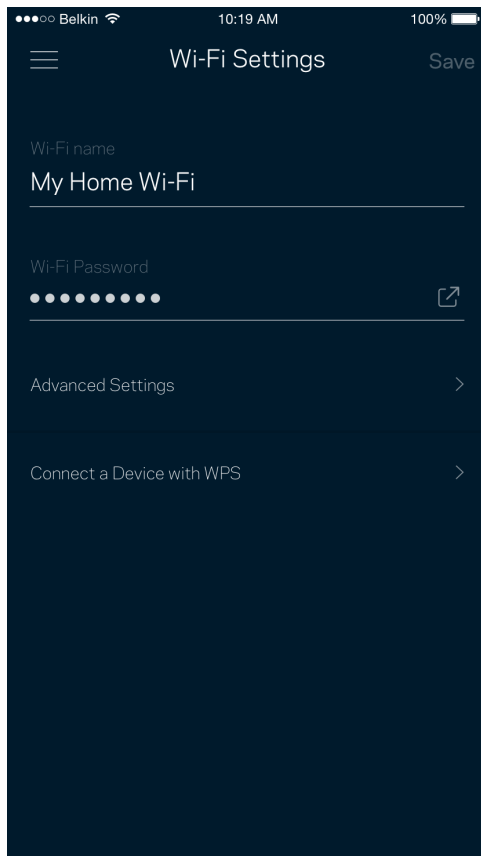 Belkin 10:19 AM 100%
Wi-Fi Settings Save
Wi-Fi name
My Home Wi-Fi
Wi-Fi Password
●●●●●●●●●
Advanced Settings
Connect a Device with WPS